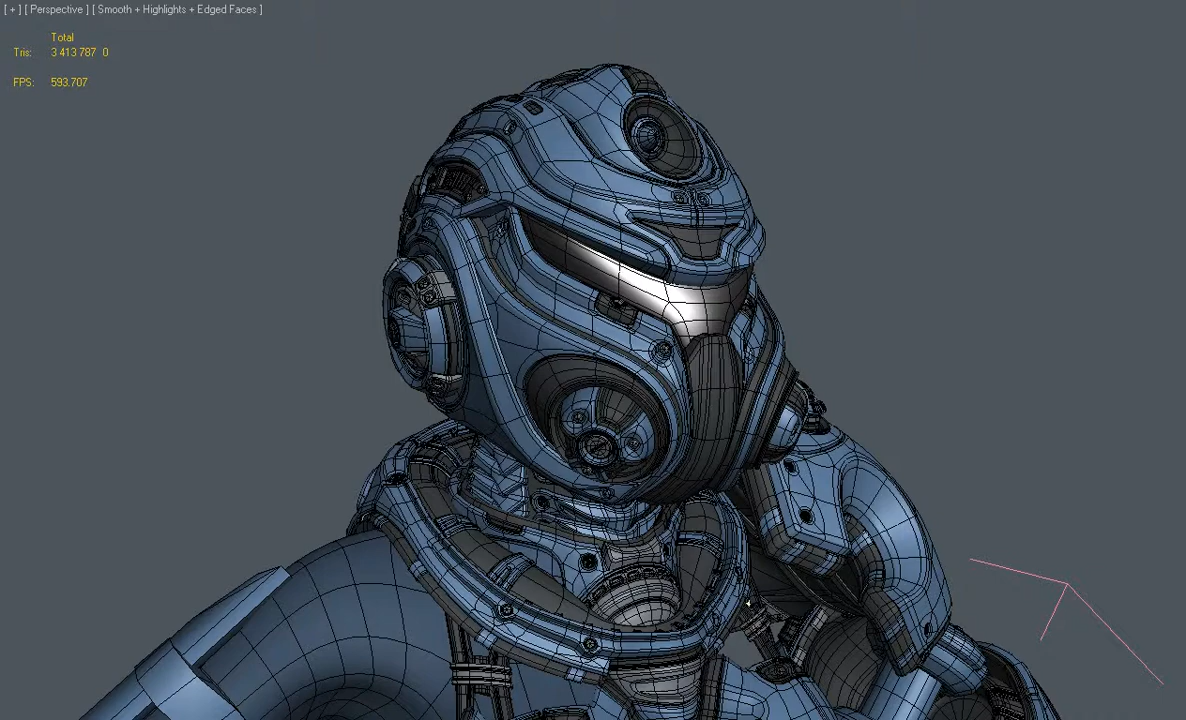 [ + ] [ Perspective ] [ Smooth + Highlights + Edged Faces ]
Total
Tris: 3 413 787 0
FPS: 593.707